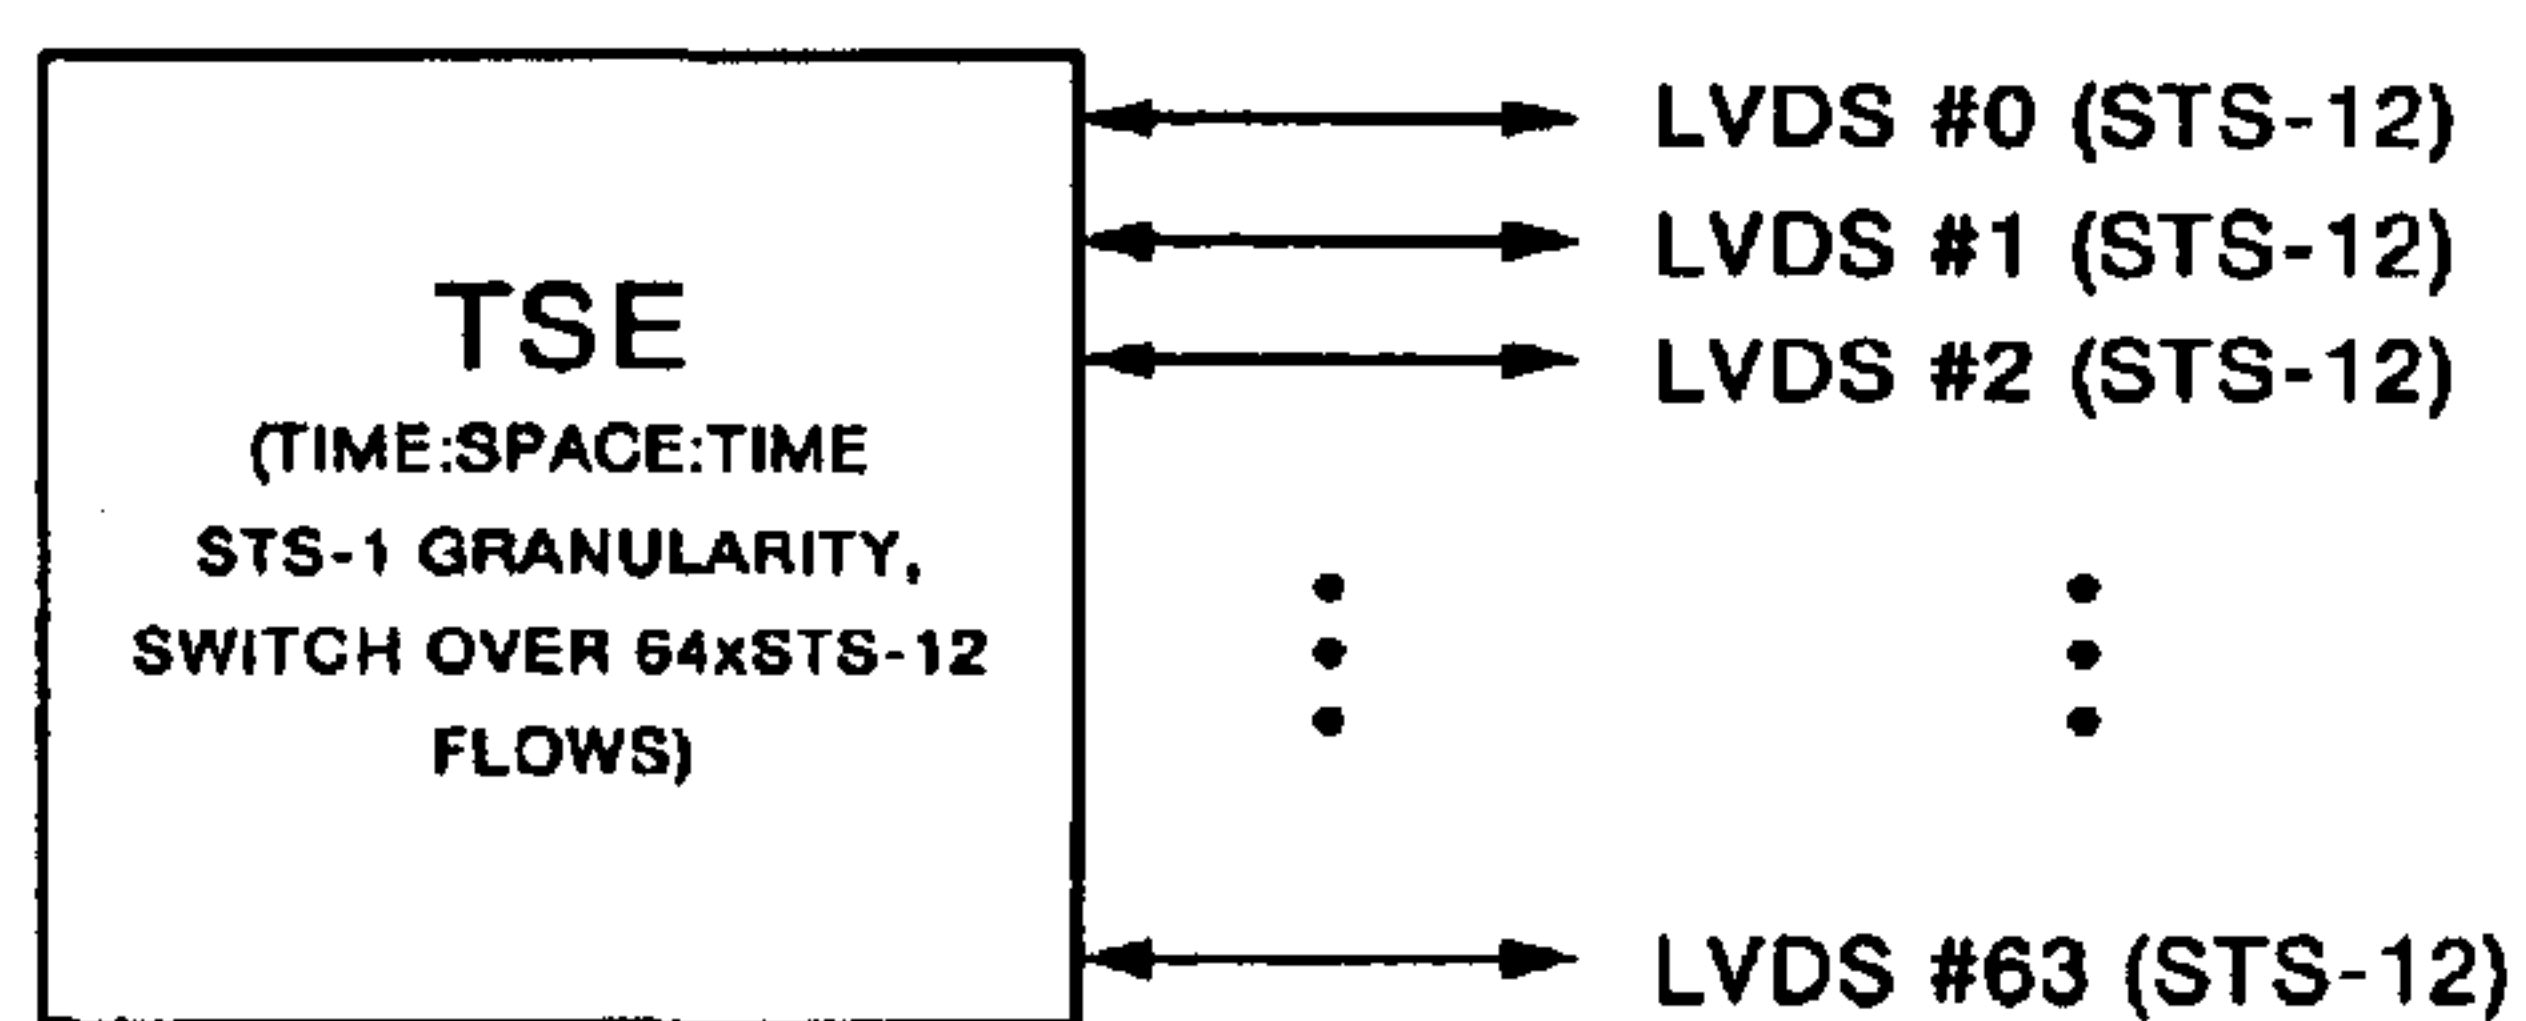 TSE
(TIME:SPACE:TIME
STS-1 GRANULARITY,
SWITCH OVER 64xSTS-12
FLOWS)
LVDS #0 (STS-12)
LVDS #1 (STS-12)
LVDS #2 (STS-12)
LVDS #63 (STS-12)